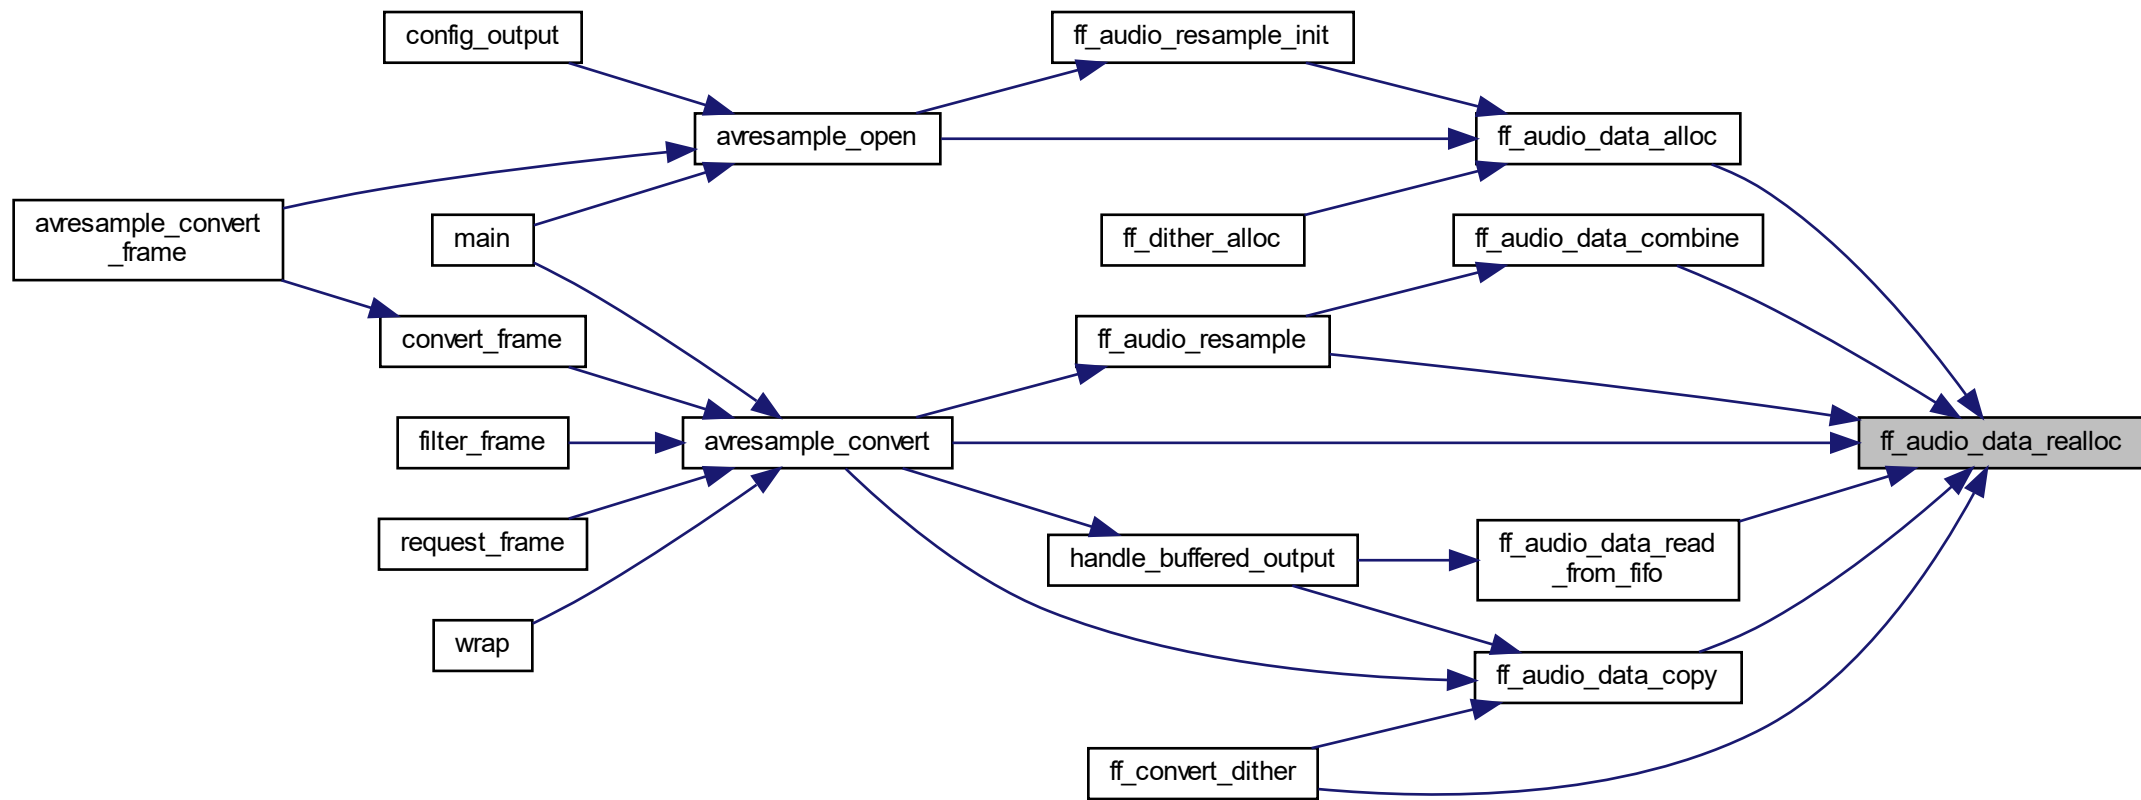 config_output
ff_audio_resample_init
avresample_open
ff_audio_data_alloc
avresample_convert
_frame
main
ff_dither_alloc
ff_audio_data_combine
convert_frame
ff_audio_resample
filter_frame
avresample_convert
ff_audio_data_realloc
request_frame
handle_buffered_output
ff_audio_data_read
_from_fifo
wrap
ff_audio_data_copy
ff_convert_dither